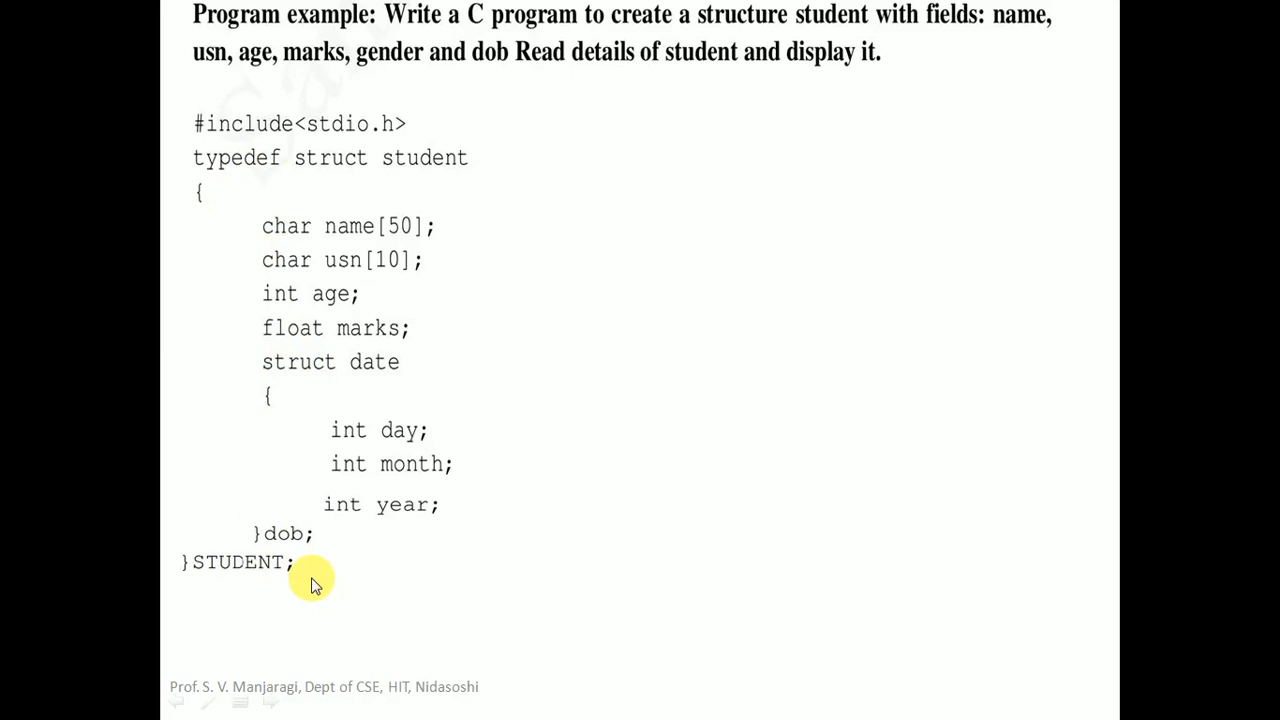 Program example: Write a C program to create a structure student with fields: name,
usn, age, marks, gender and dob Read details of student and display it.
#include<stdio.h>
typedef struct student
{
char name[50];
char usn[10];
int age;
float marks;
struct date
{
int day;
int month;
int year;
}dob;
}STUDENT;
Prof. S. V. Manjaragi, Dept of CSE, HIT, Nidasoshi